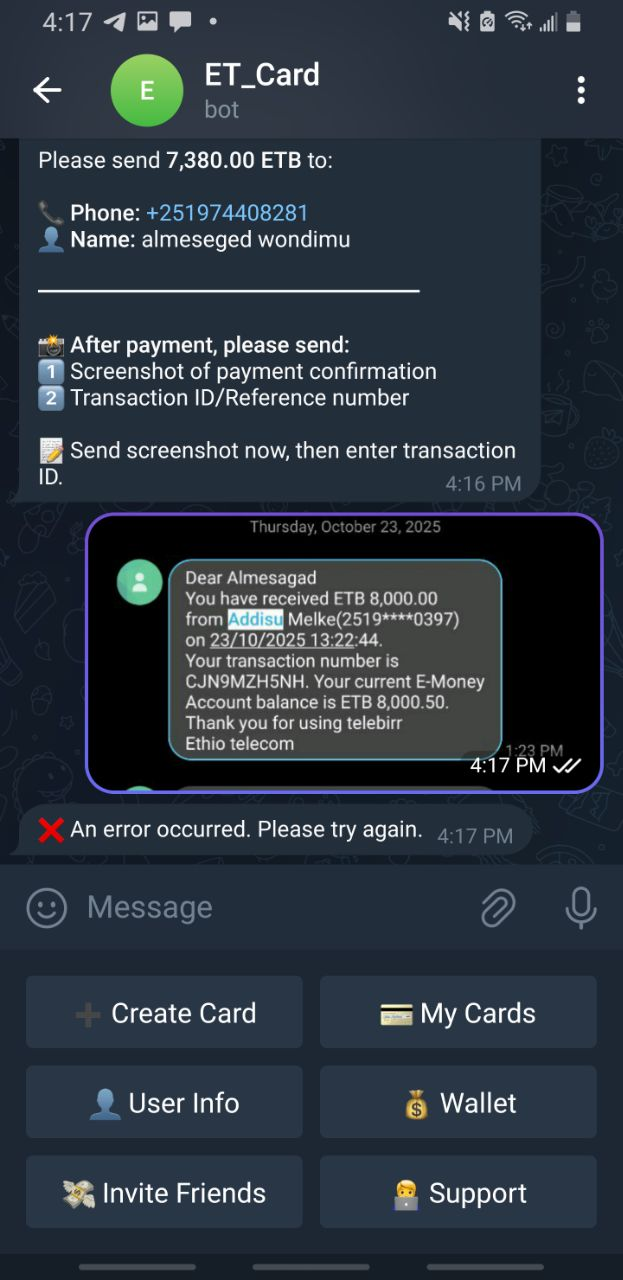 4:17
E
ET_Card
bot
Please send 7,380.00 ETB to:
📞 Phone: +251974408281
👤 Name: almeseged wondimu
📸 After payment, please send:
1️⃣ Screenshot of payment confirmation
2️⃣ Transaction ID/Reference number
📝 Send screenshot now, then enter transaction
ID.
4:16 PM
Thursday, October 23, 2025
Dear Almesagad
You have received ETB 8,000.00
from Addisu Melke(2519****0397)
on 23/10/2025 13:22:44.
Your transaction number is
CJN9MZH5NH. Your current E-Money
Account balance is ETB 8,000.50.
Thank you for using telebirr
Ethio telecom
1:23 PM
4:17 PM
❌ An error occurred. Please try again. 4:17 PM
Message
➕ Create Card
💳 My Cards
👤 User Info
💰 Wallet
💸 Invite Friends
🧑‍💻 Support